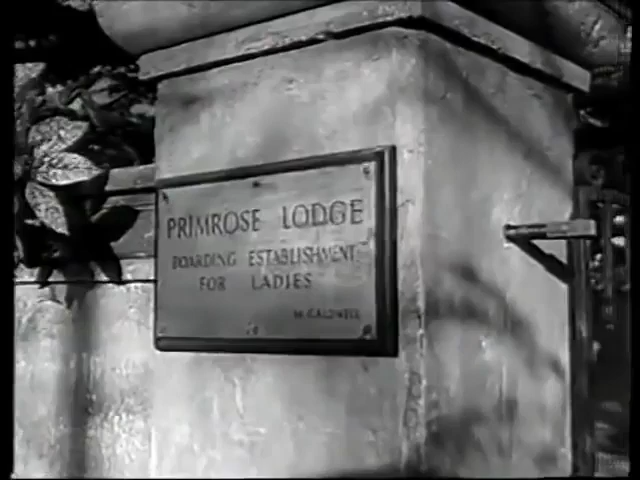 PRIMROSE LODGE
BOARDING ESTABLISHMENT
FOR LADIES
M. CALDWELL